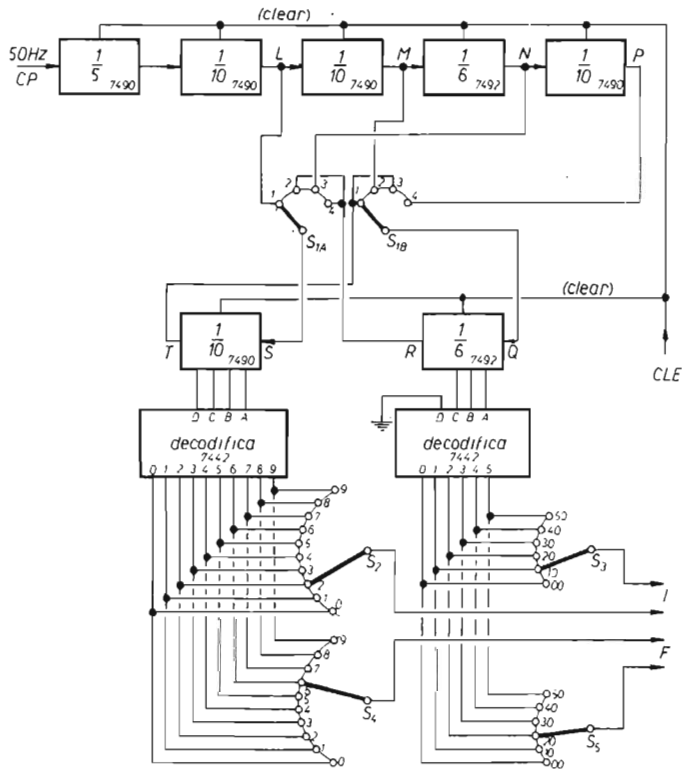 (clear)
50Hz
CP
1/5
7490
1/10
7490
L
1/10
7490
M
1/6
7492
N
1/10
7490
P
1
2
3
4
S1A
1
2
3
4
S1B
(clear)
T
1/10
7490
S
R
1/6
7492
Q
CLE
D C B A
decodifica
7442
0 1 2 3 4 5 6 7 8 9
D C B A
decodifica
7442
0 1 2 3 4 5
9
8
7
6
5
4
3
2
1
0
S2
50
40
30
20
10
00
S3
I
F
9
8
7
6
5
4
3
2
1
0
S4
50
40
30
20
10
00
S5